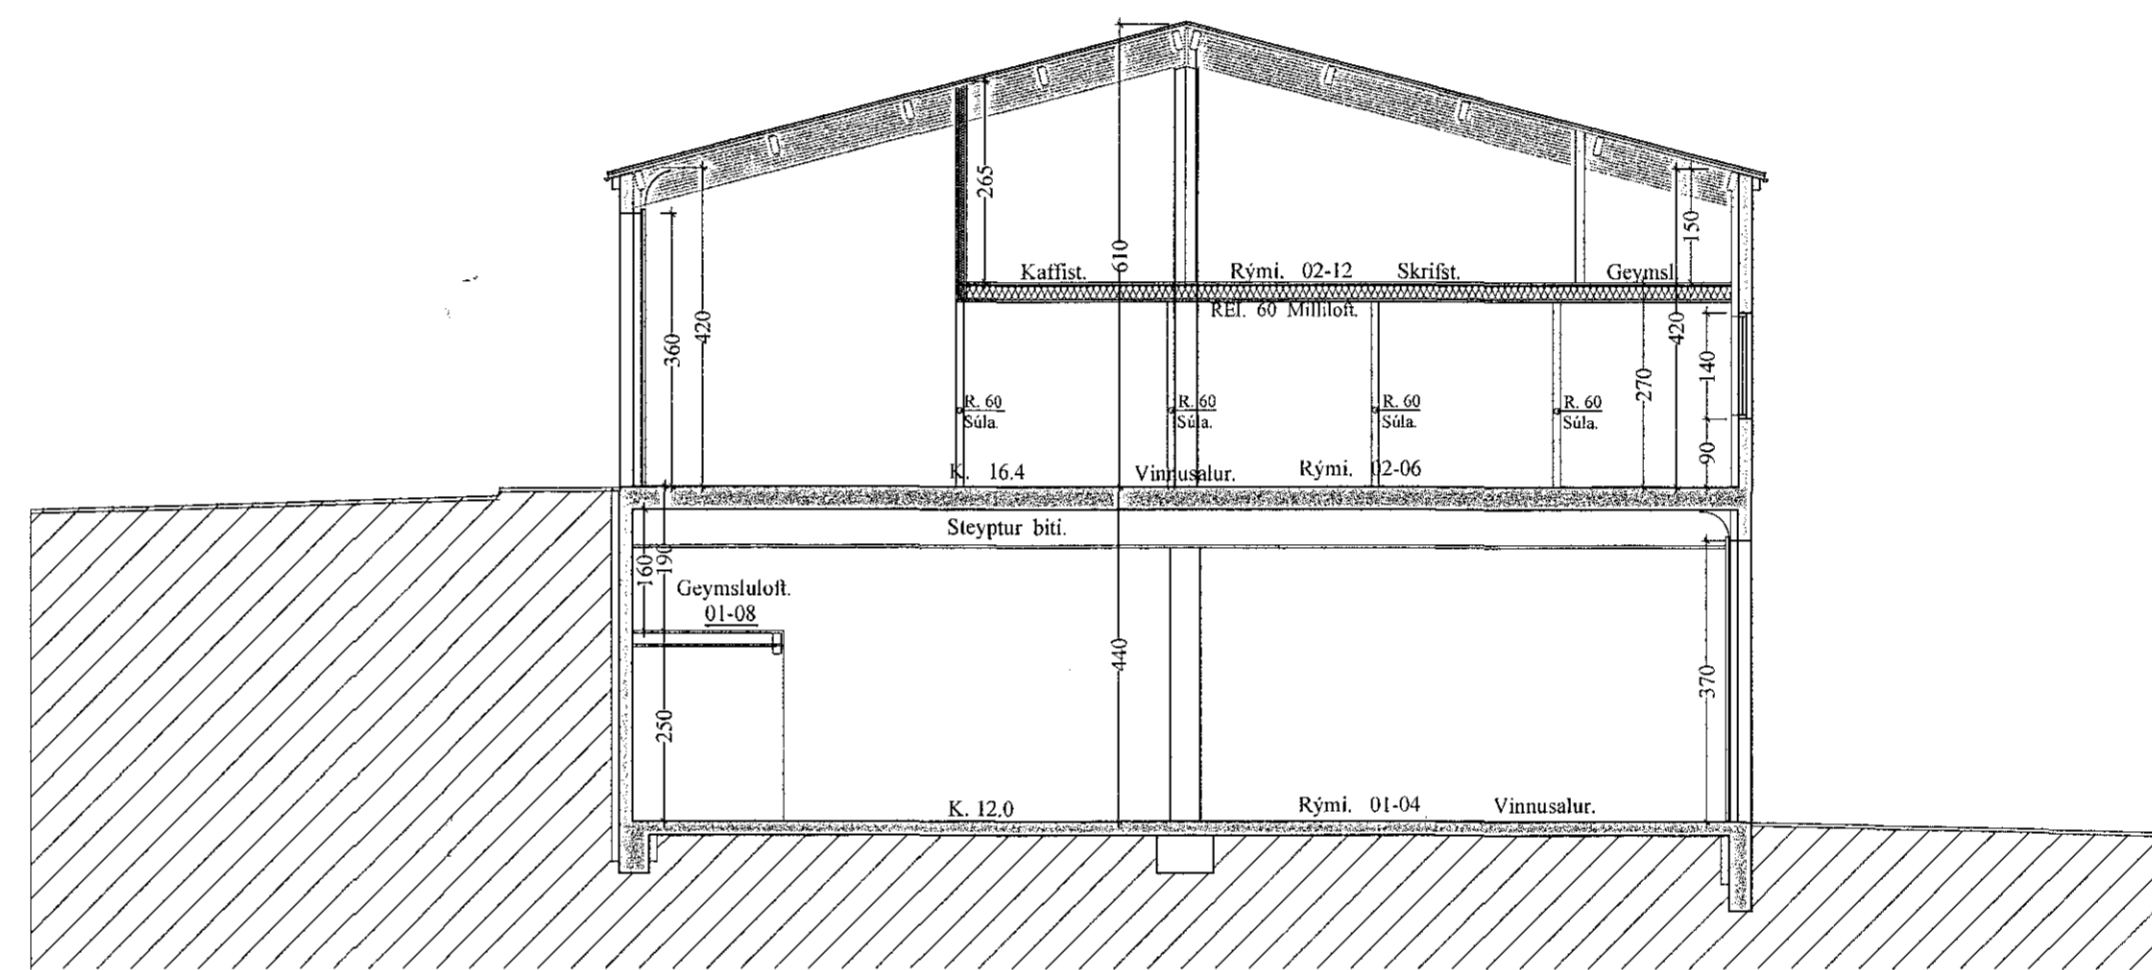 265
610
150
Kaffist.
Rými. 02-12
Skrifst.
Geymsl.
REI. 60 Milliloft.
360
420
420
140
270
90
R. 60
Súla.
R. 60
Súla.
R. 60
Súla.
R. 60
Súla.
K. 16.4
Vinnusalur.
Rými. 02-06
Steyptur biti.
160
190
Geymsluloft.
01-08
440
370
250
K. 12.0
Rými. 01-04
Vinnusalur.